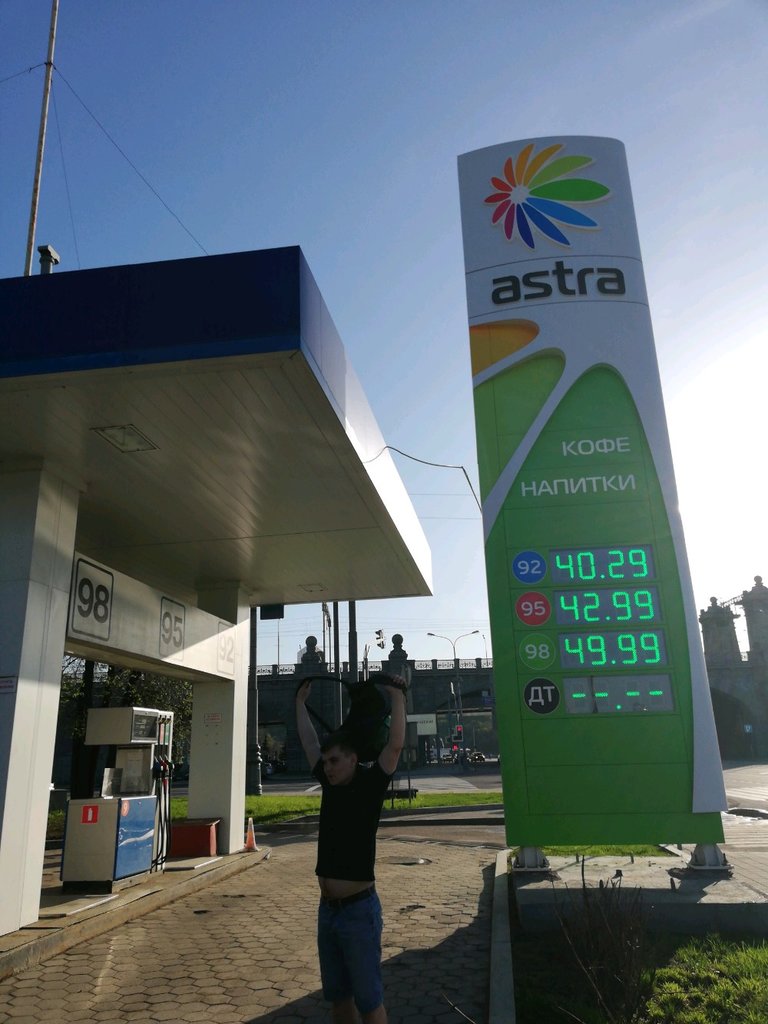 astra
КОФЕ
НАПИТКИ
92 40.29
95 42.99
98 49.99
ДТ --.--
98
95
92